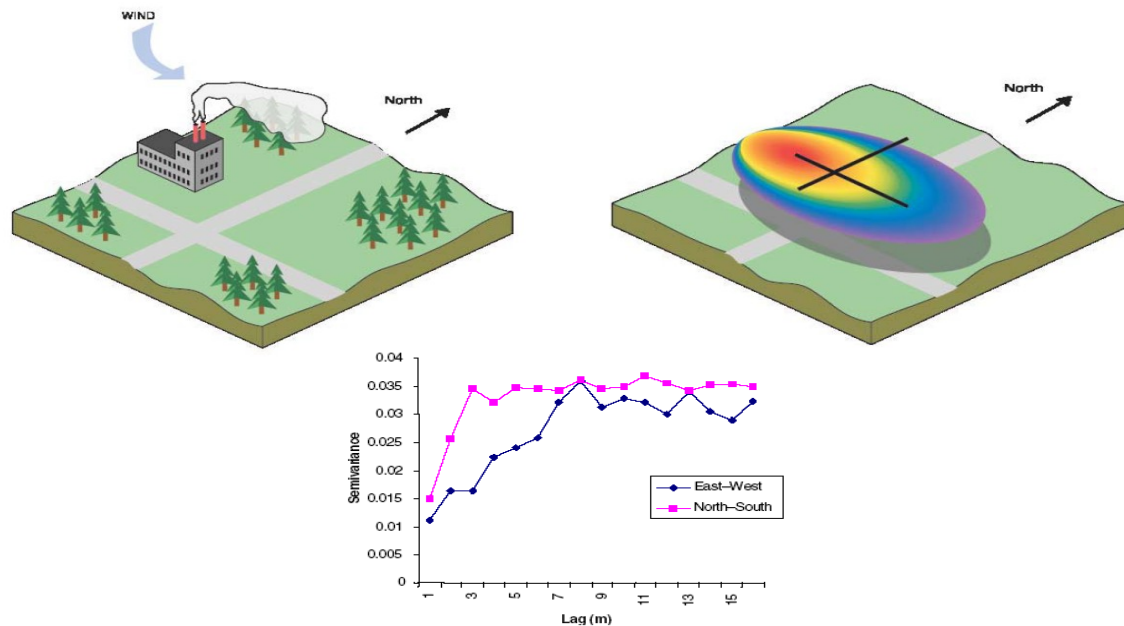 WIND
North
North
0.04
0.035
0.03
0.025
0.02
0.015
0.01
0.005
0
Semivariance
East–West
North–South
1 3 5 7 9 11 13 15
Lag (m)